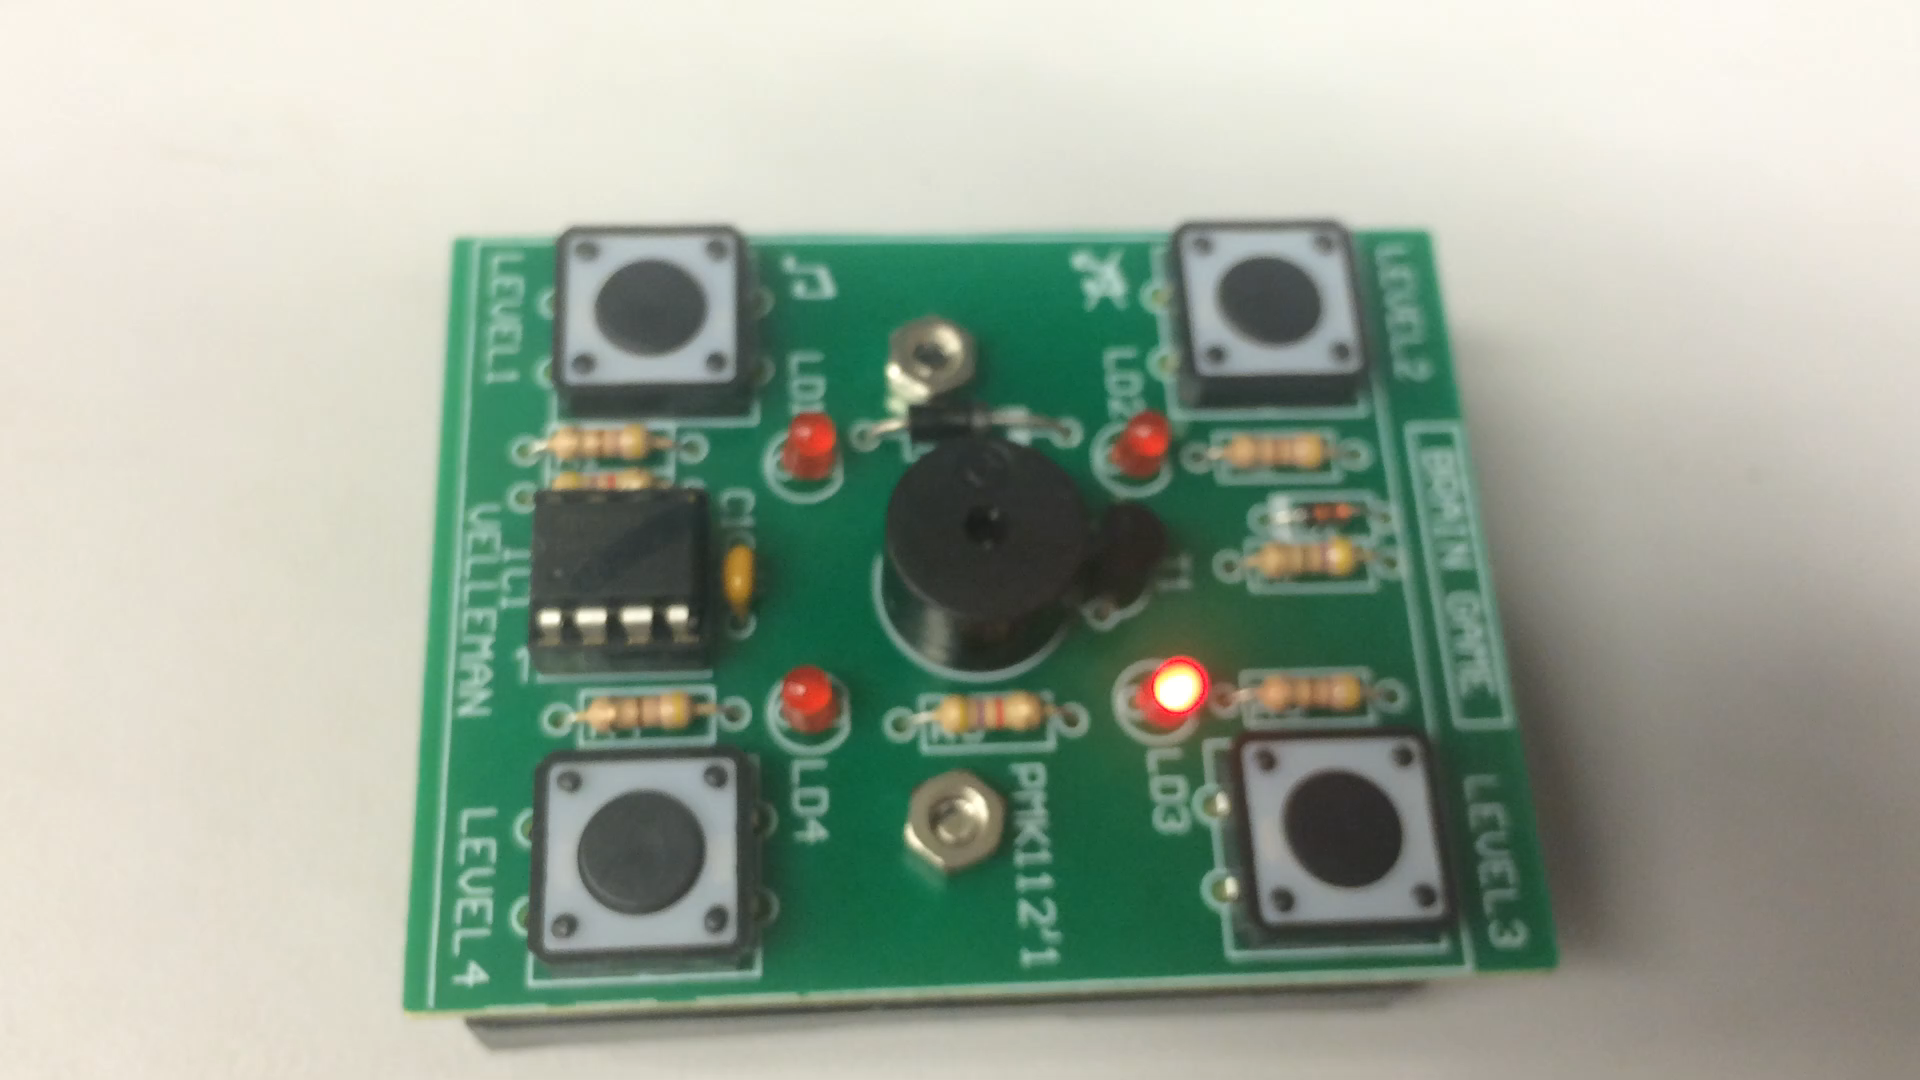 LEVEL1
LEVEL2
LD1
LD2
BRAIN GAME
C1
T1
IC1
VELLEMAN
LD4
LD3
LEVEL4
LEVEL3
PMK112'1